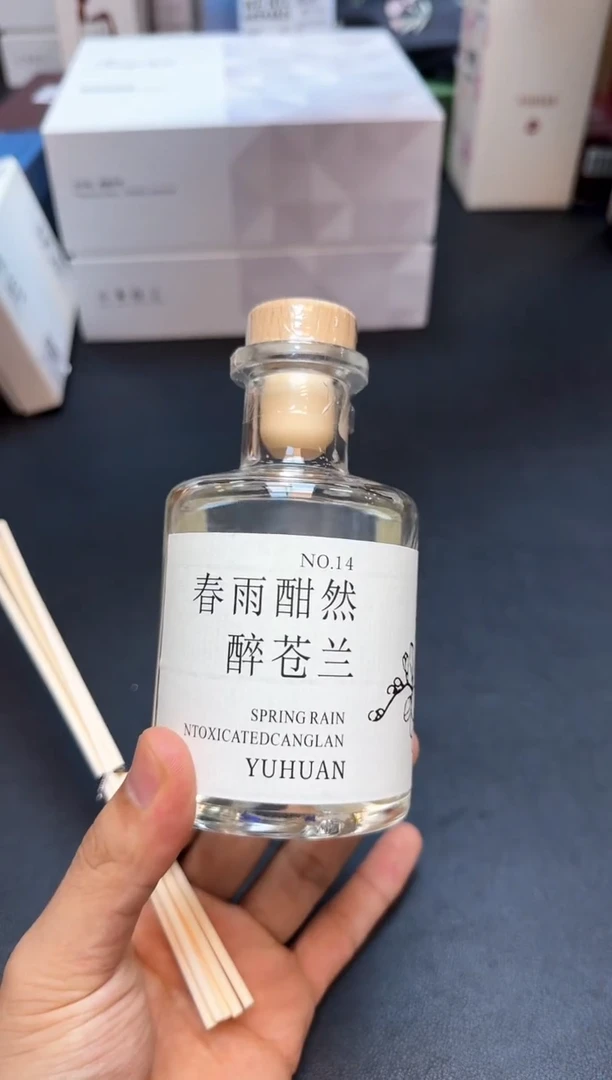 NO.14
春雨酣然
醉苍兰
SPRING RAIN
NTOXICATEDCANGLAN
YUHUAN